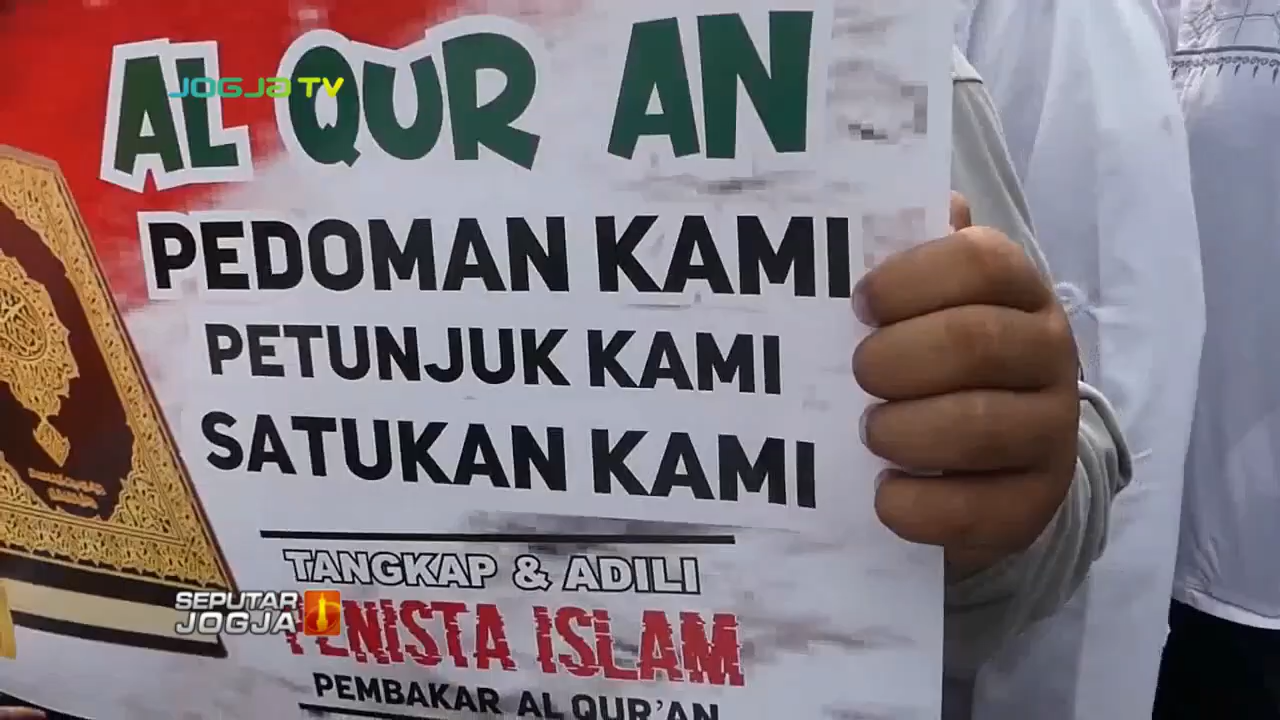 AL QUR AN
JOGJA TV
PEDOMAN KAMI
PETUNJUK KAMI
SATUKAN KAMI
TANGKAP & ADILI
SEPUTAR
JOGJA
PENISTA ISLAM
PEMBAKAR AL QUR'AN